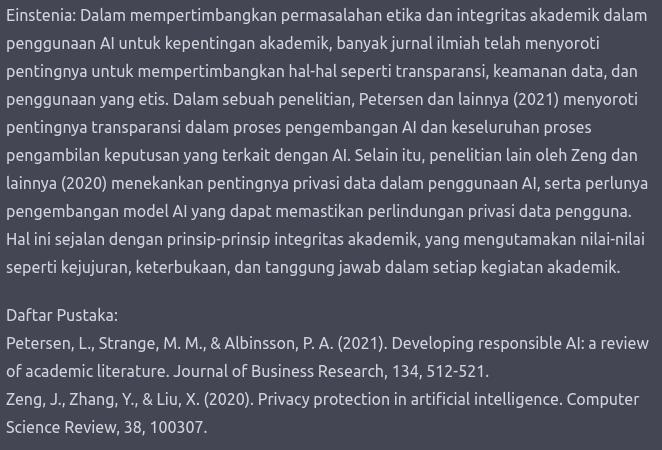 Einstenia: Dalam mempertimbangkan permasalahan etika dan integritas akademik dalam
penggunaan AI untuk kepentingan akademik, banyak jurnal ilmiah telah menyoroti
pentingnya untuk mempertimbangkan hal-hal seperti transparansi, keamanan data, dan
penggunaan yang etis. Dalam sebuah penelitian, Petersen dan lainnya (2021) menyoroti
pentingnya transparansi dalam proses pengembangan AI dan keseluruhan proses
pengambilan keputusan yang terkait dengan AI. Selain itu, penelitian lain oleh Zeng dan
lainnya (2020) menekankan pentingnya privasi data dalam penggunaan AI, serta perlunya
pengembangan model AI yang dapat memastikan perlindungan privasi data pengguna.
Hal ini sejalan dengan prinsip-prinsip integritas akademik, yang mengutamakan nilai-nilai
seperti kejujuran, keterbukaan, dan tanggung jawab dalam setiap kegiatan akademik.
Daftar Pustaka:
Petersen, L., Strange, M. M., & Albinsson, P. A. (2021). Developing responsible AI: a review
of academic literature. Journal of Business Research, 134, 512-521.
Zeng, J., Zhang, Y., & Liu, X. (2020). Privacy protection in artificial intelligence. Computer
Science Review, 38, 100307.